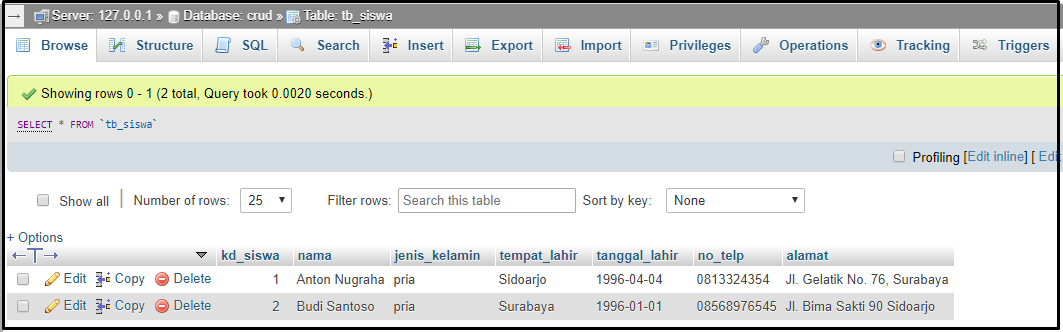 Server: 127.0.0.1 » Database: crud » Table: tb_siswa
Browse Structure SQL Search Insert Export Import Privileges Operations Tracking Triggers
Showing rows 0 - 1 (2 total, Query took 0.0020 seconds.)
SELECT * FROM `tb_siswa`
Profiling [Edit inline] [ Edi
Show all | Number of rows: 25 Filter rows: Search this table Sort by key: None
+ Options
←T→ kd_siswa nama jenis_kelamin tempat_lahir tanggal_lahir no_telp alamat
Edit Copy Delete 1 Anton Nugraha pria Sidoarjo 1996-04-04 0813324354 Jl. Gelatik No. 76, Surabaya
Edit Copy Delete 2 Budi Santoso pria Surabaya 1996-01-01 08568976545 Jl. Bima Sakti 90 Sidoarjo